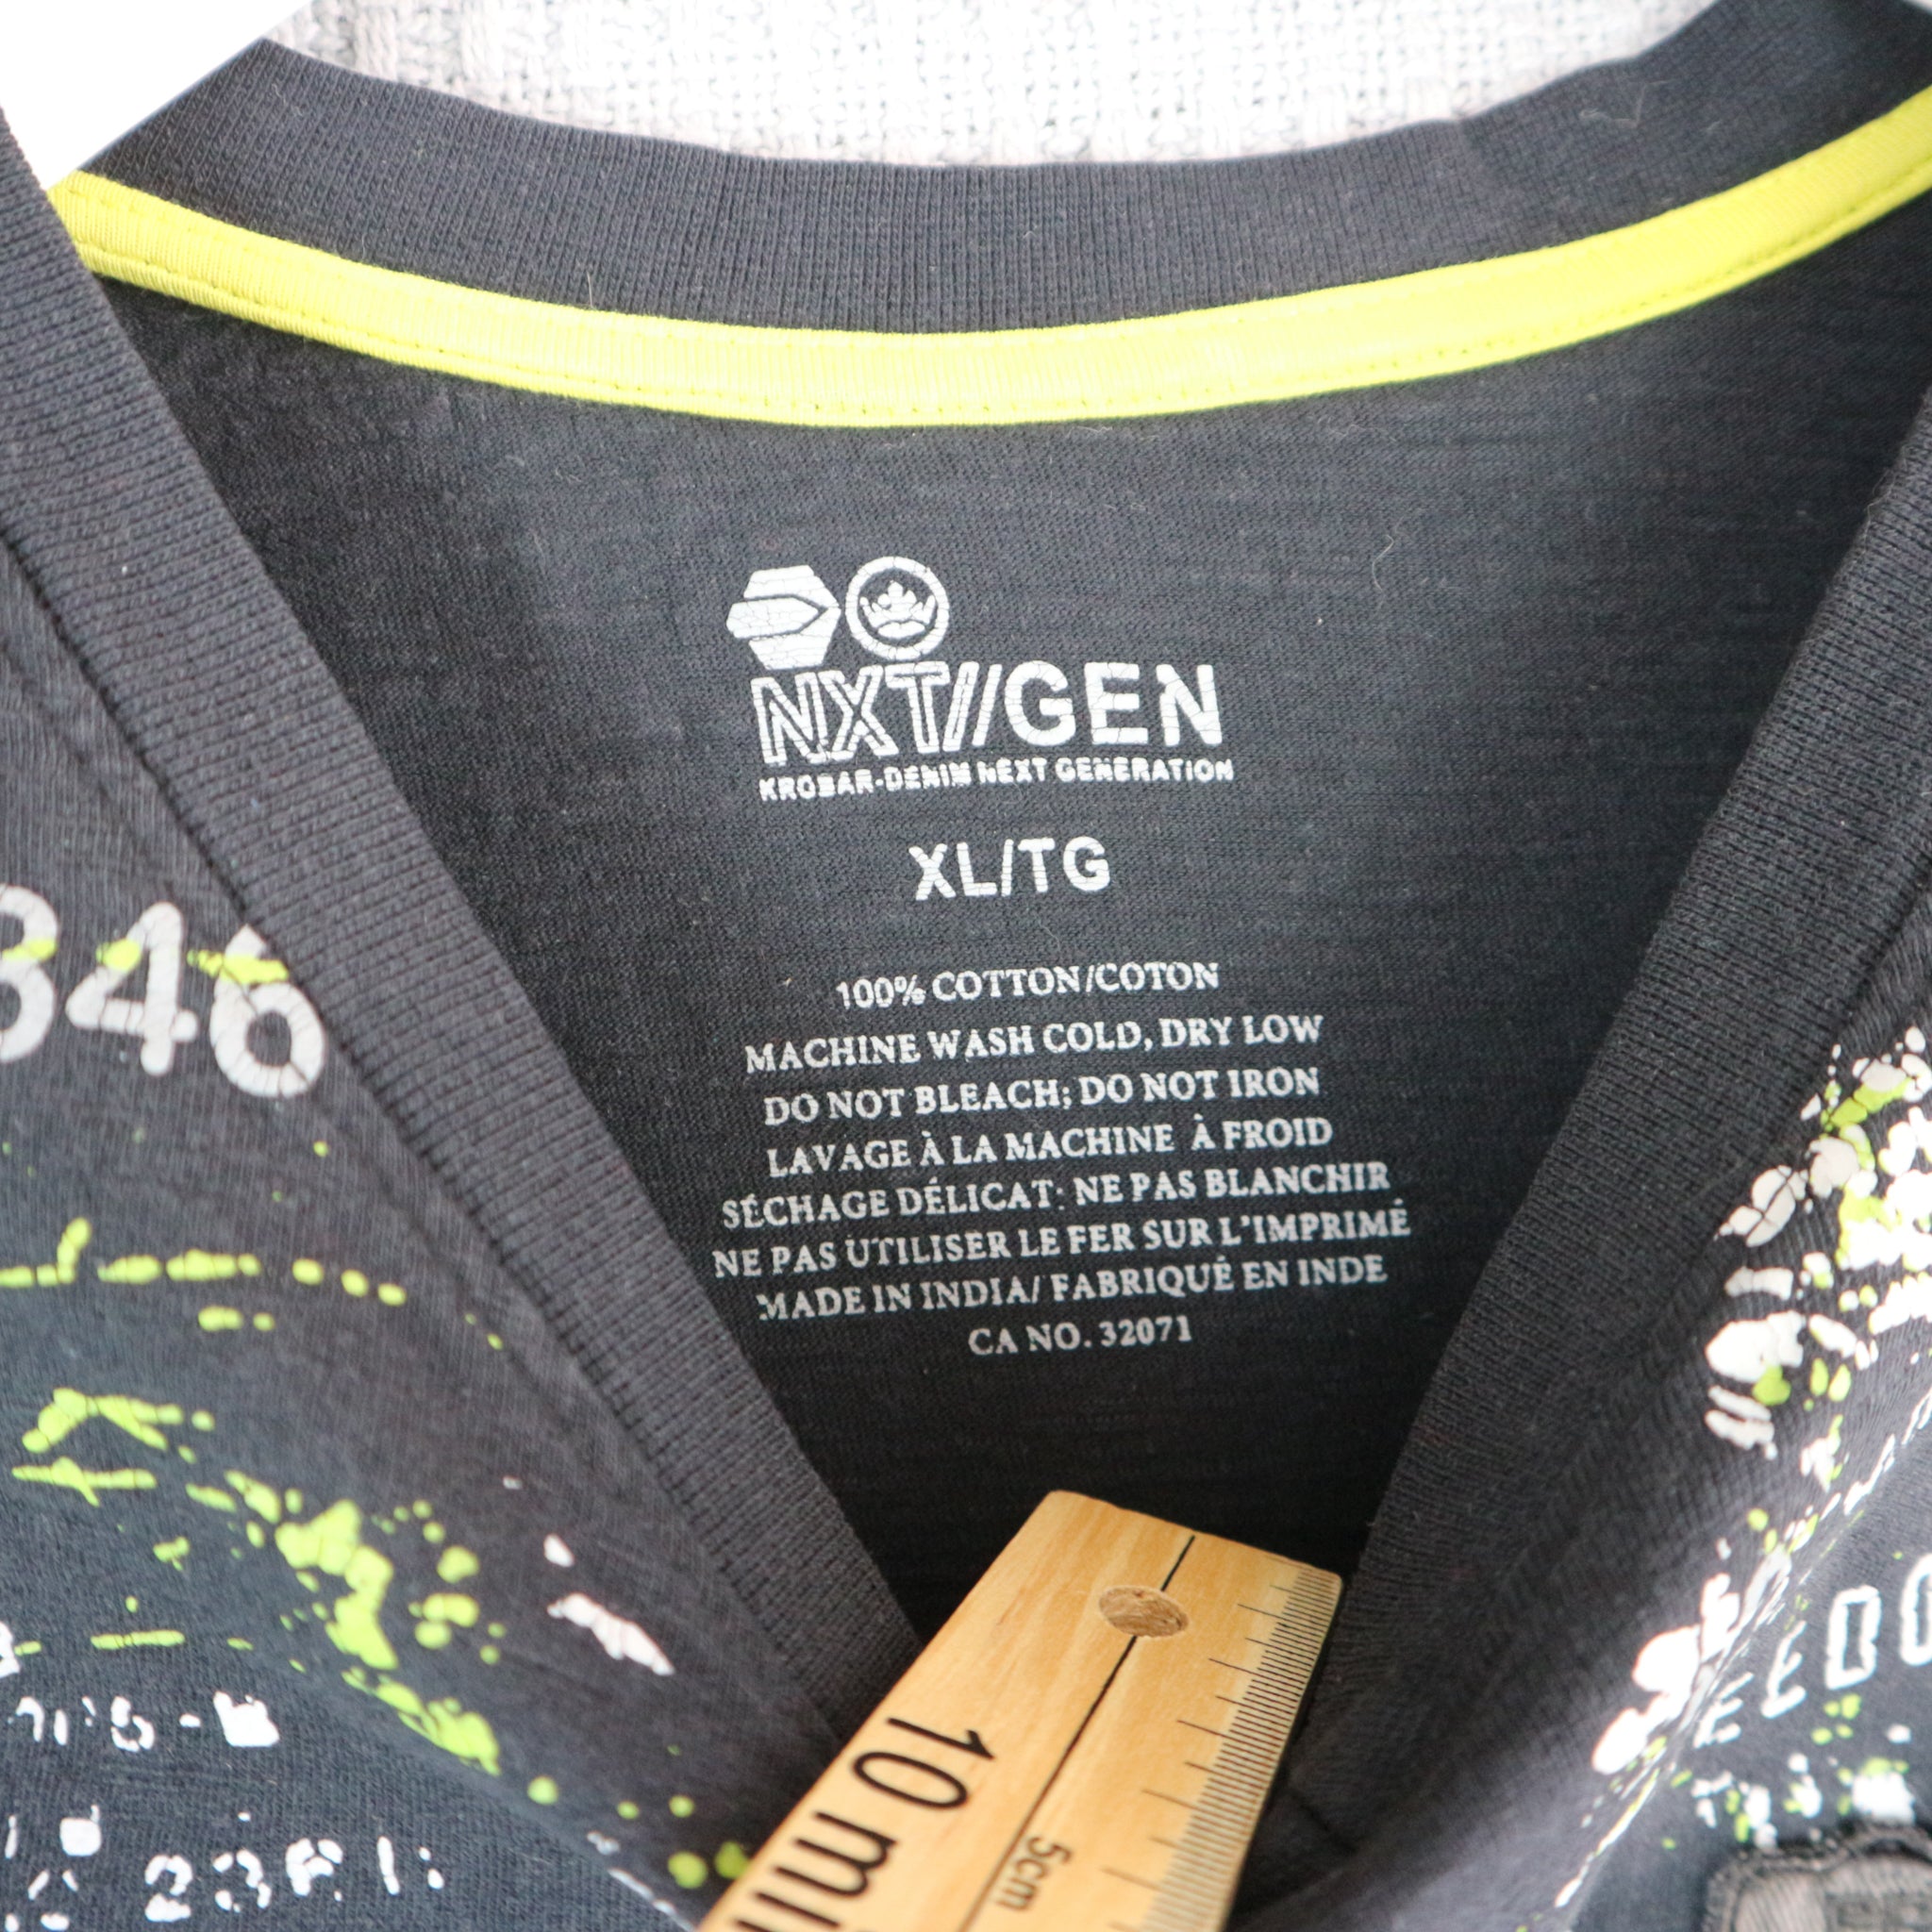 NXT//GEN
KROBAR-DENIM NEXT GENERATION
XL/TG
346
100% COTTON/COTON
MACHINE WASH COLD, DRY LOW
DO NOT BLEACH; DO NOT IRON
LAVAGE À LA MACHINE À FROID
SÉCHAGE DÉLICAT: NE PAS BLANCHIR
NE PAS UTILISER LE FER SUR L'IMPRIMÉ
MADE IN INDIA/ FABRIQUÉ EN INDE
CA NO. 32071
10 mi
5cm